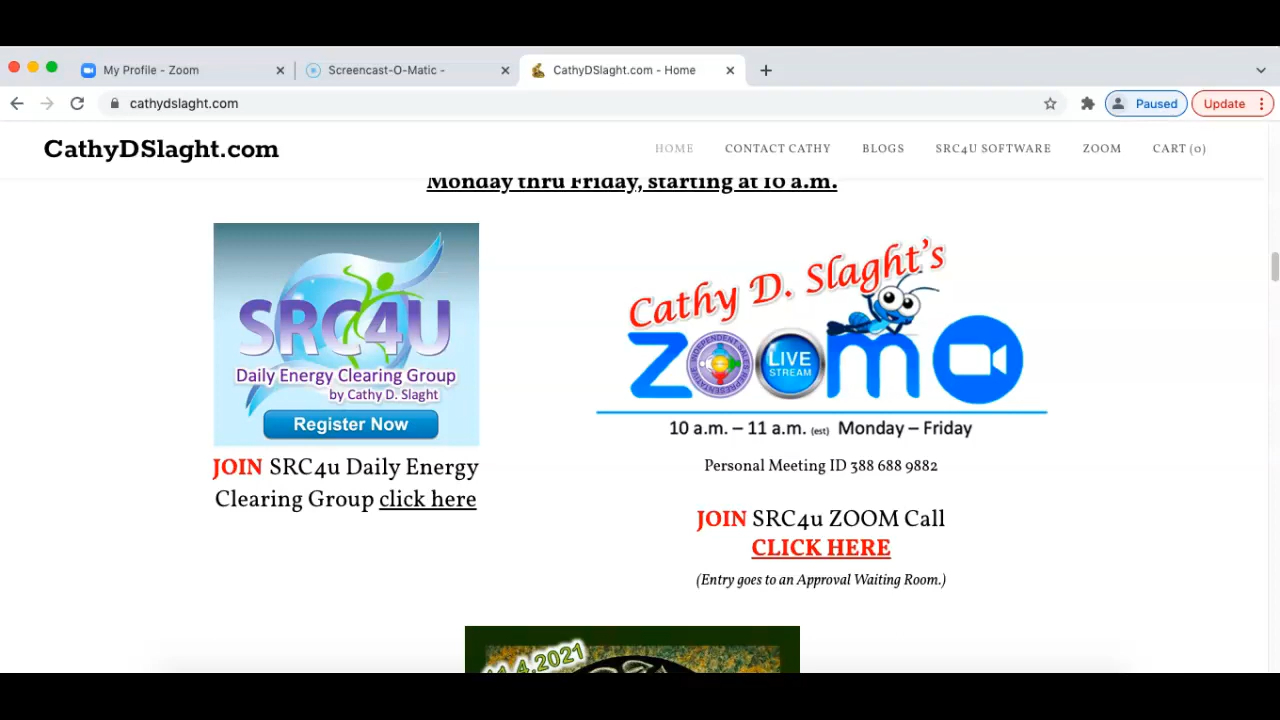 My Profile - Zoom
Screencast-O-Matic -
CathyDSlaght.com - Home
cathydslaght.com
Paused
Update
CathyDSlaght.com
HOME
CONTACT CATHY
BLOGS
SRC4U SOFTWARE
ZOOM
CART (0)
Monday thru Friday, starting at 10 a.m.
SRC4U
Daily Energy Clearing Group
by Cathy D. Slaght
Register Now
JOIN SRC4u Daily Energy
Clearing Group click here
Cathy D. Slaght's
zoom
INDEPENDENT SALES REPRESENTATIVE
LIVE
STREAM
10 a.m. – 11 a.m. (est) Monday – Friday
Personal Meeting ID 388 688 9882
JOIN SRC4u ZOOM Call
CLICK HERE
(Entry goes to an Approval Waiting Room.)